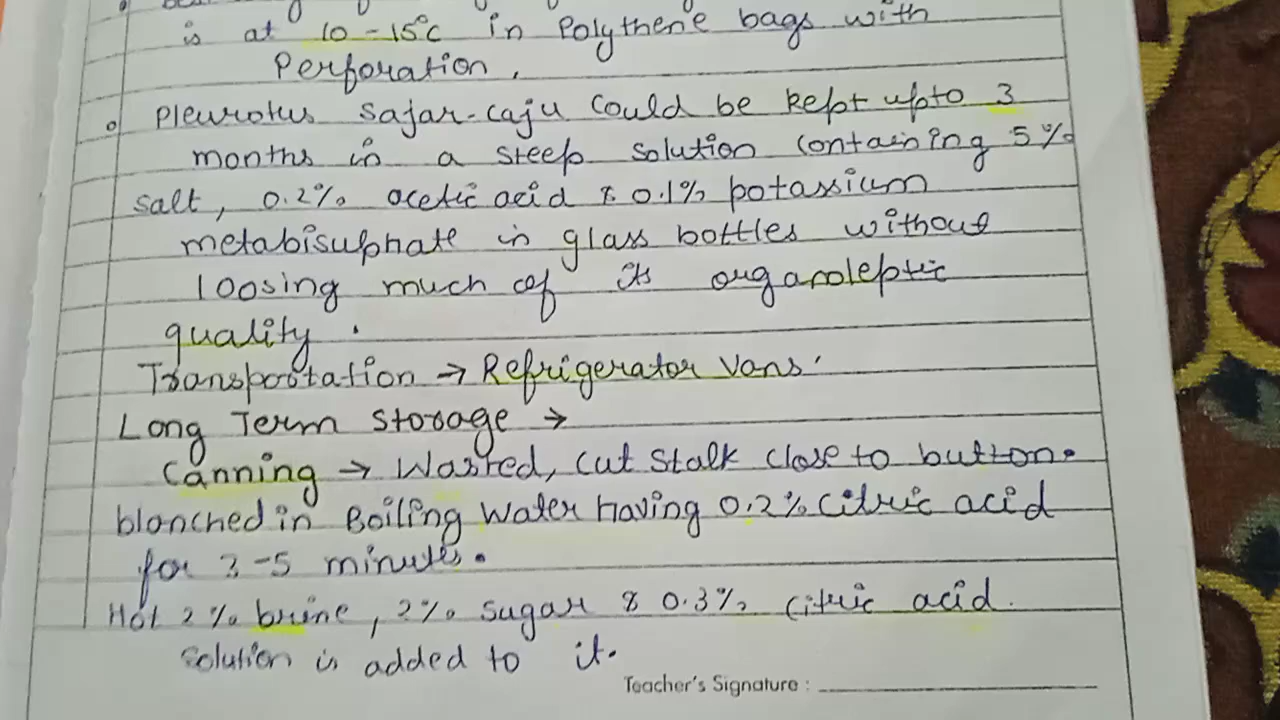 is at 10-15°c in Polythene bags with
Perforation.
Pleurotus Sajar-caju could be kept upto 3
months in a steep solution containing 5%
salt, 0.2% acetic acid & 0.1% potassium
metabisulphate in glass bottles without
loosing much of its organoleptic
quality.
Transportation → Refrigerator vans.
Long Term Storage →
Canning → Washed, cut stalk close to button.
blanched in Boiling water having 0.2% citric acid
for 3-5 minutes.
Hot 2% brine, 2% sugar & 0.3% citric acid.
solution is added to it.
Teacher's Signature :